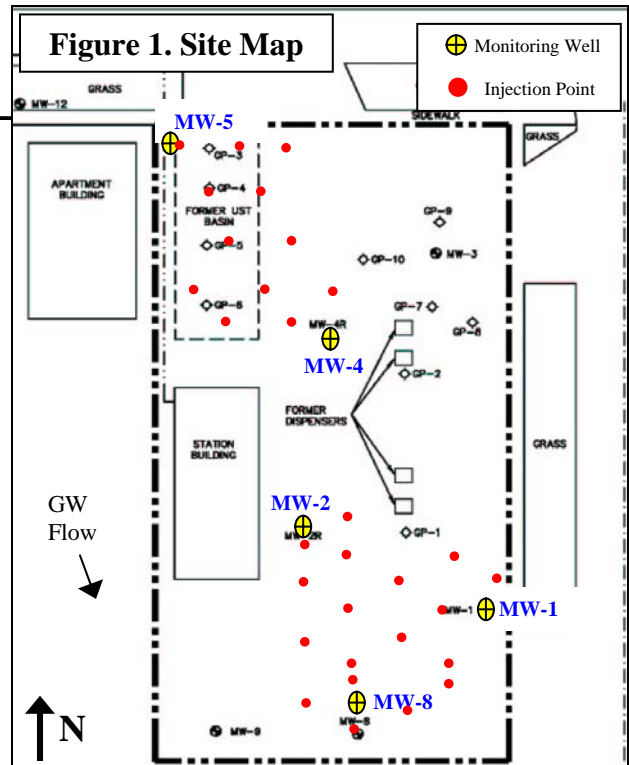 Figure 1. Site Map
Monitoring Well
Injection Point
GRASS
MW-12
SIDEWALK
MW-5
GRASS
GP-3
APARTMENT
BUILDING
GP-4
FORMER UST
BASIN
GP-9
GP-5
MW-3
GP-10
GP-6
GP-7
GP-8
MW-4R
MW-4
GP-2
FORMER
DISPENSERS
STATION
BUILDING
GRASS
GW
Flow
MW-2
MW-2R
GP-1
MW-1
MW-1
MW-8
MW-9
MW-8
N